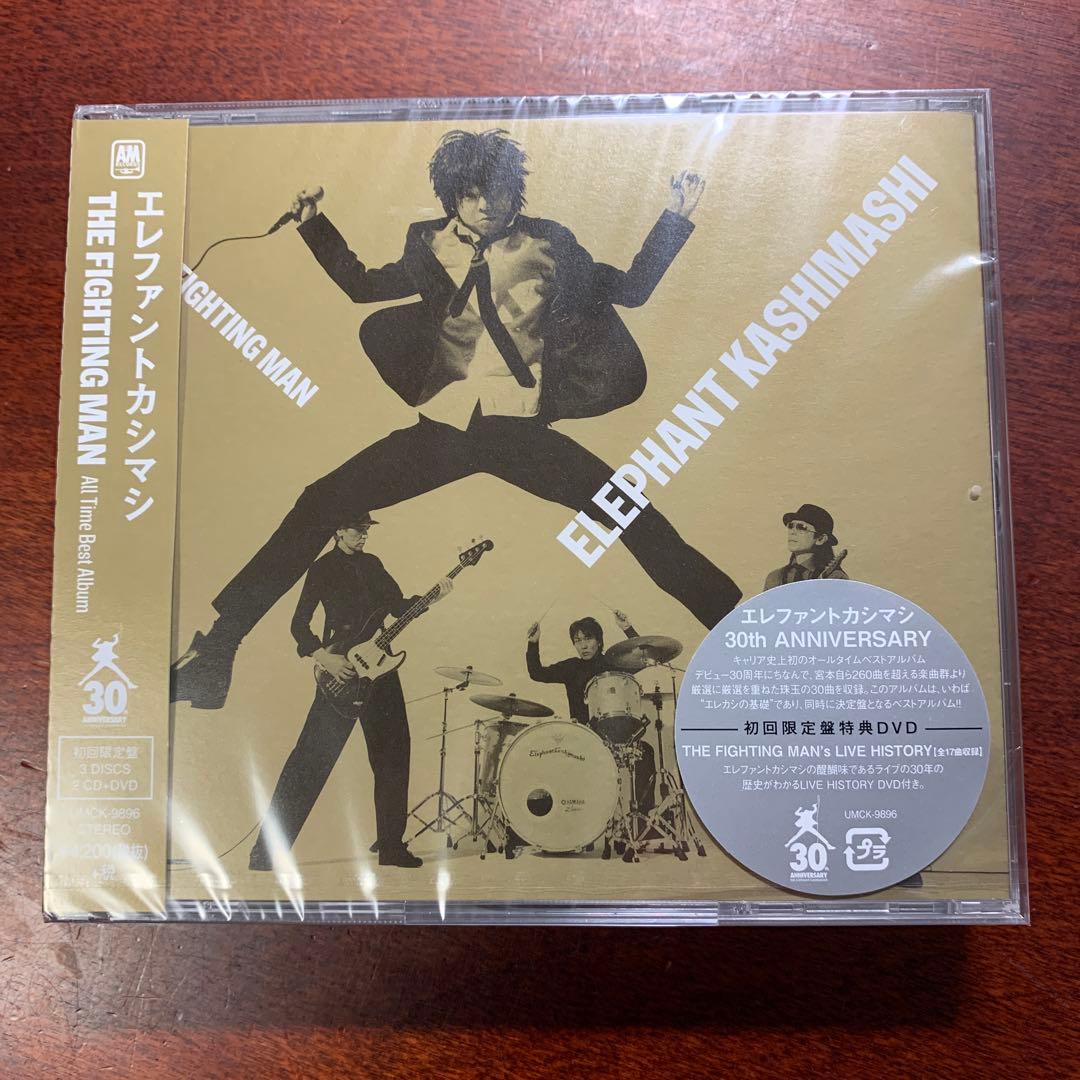 AM
RECORDS
エレファントカシマシ
THE FIGHTING MAN All Time Best Album
30
ANNIVERSARY
初回限定盤
3 DISCS
2 CD+DVD
UMCK-9896
STEREO
¥4,200(税抜)
+税
FIGHTING MAN
ELEPHANT KASHIMASHI
Elephant Kashimashi
YAMAHA
エレファントカシマシ
30th ANNIVERSARY
キャリア史上初のオールタイムベストアルバム
デビュー30周年にちなんで、宮本自ら260曲を超える楽曲群より
厳選に厳選を重ねた珠玉の30曲を収録。このアルバムは、いわば
“エレカシの基礎”であり、同時に決定盤となるベストアルバム!!
初回限定盤特典DVD
THE FIGHTING MAN's LIVE HISTORY【全17曲収録】
エレファントカシマシの醍醐味であるライブの30年の
歴史がわかるLIVE HISTORY DVD付き。
UMCK-9896
30
ANNIVERSARY
プラ